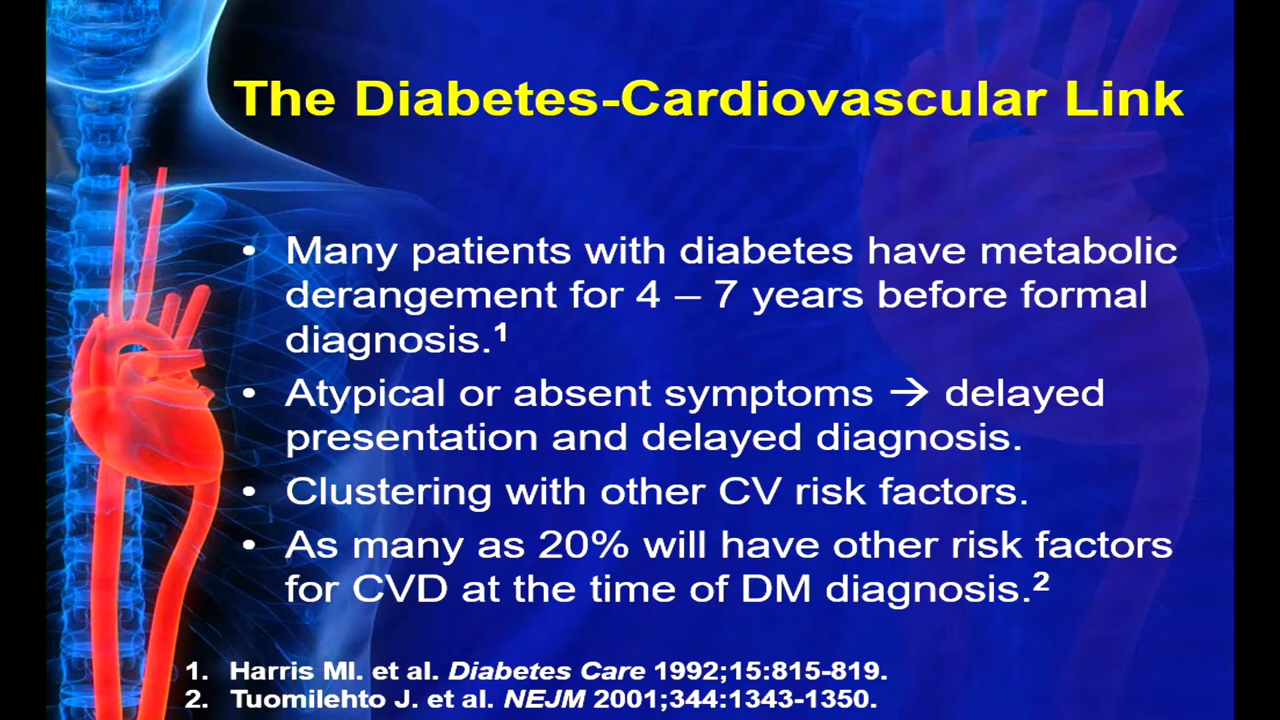 The Diabetes-Cardiovascular Link
• Many patients with diabetes have metabolic
derangement for 4 – 7 years before formal
diagnosis.¹
• Atypical or absent symptoms → delayed
presentation and delayed diagnosis.
• Clustering with other CV risk factors.
• As many as 20% will have other risk factors
for CVD at the time of DM diagnosis.²
1. Harris MI. et al. Diabetes Care 1992;15:815-819.
2. Tuomilehto J. et al. NEJM 2001;344:1343-1350.